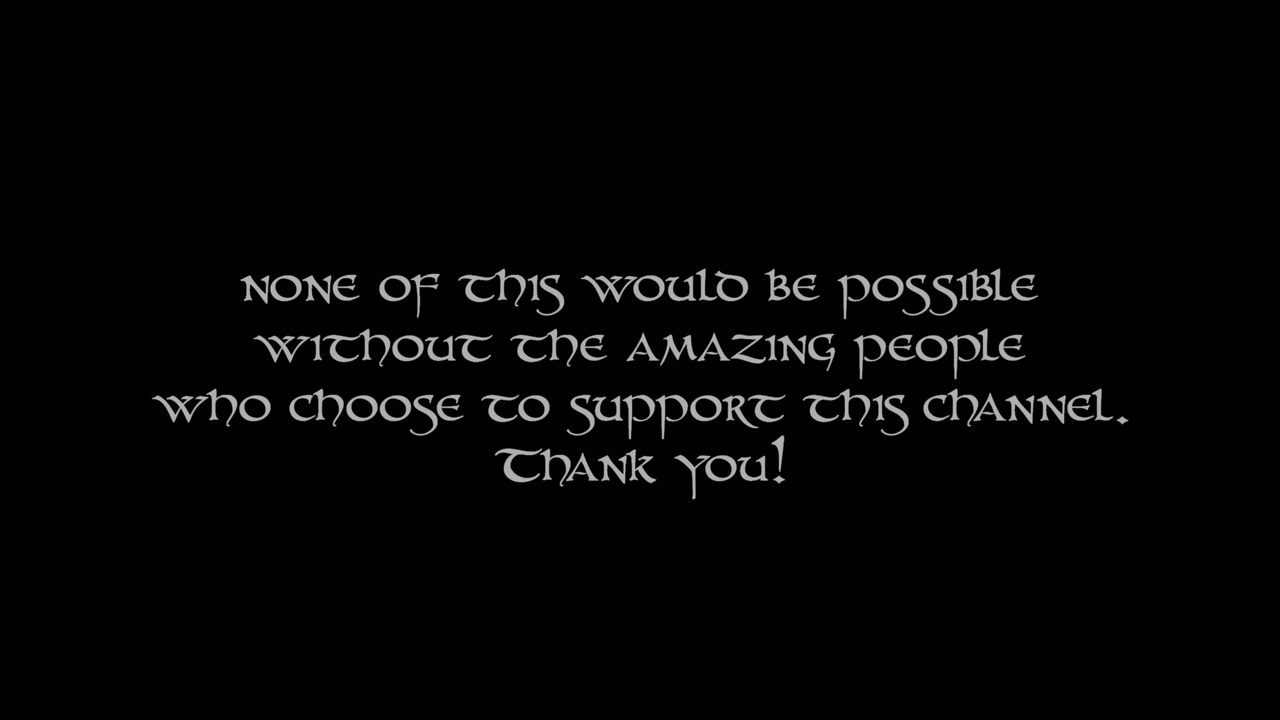 None of this would be possible
without the amazing people
who choose to support this channel.
Thank you!